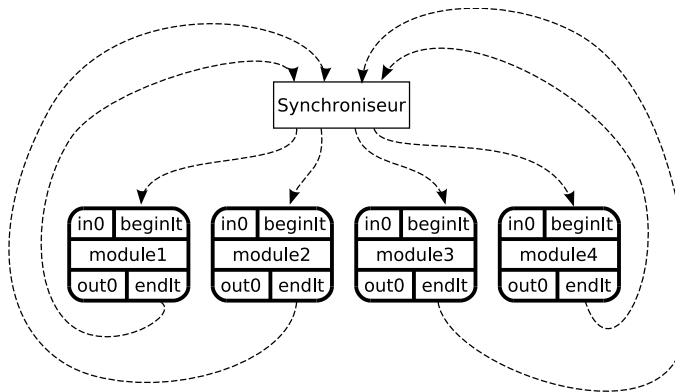 Synchroniseur
in0 beginIt
module1
out0 endIt
in0 beginIt
module2
out0 endIt
in0 beginIt
module3
out0 endIt
in0 beginIt
module4
out0 endIt